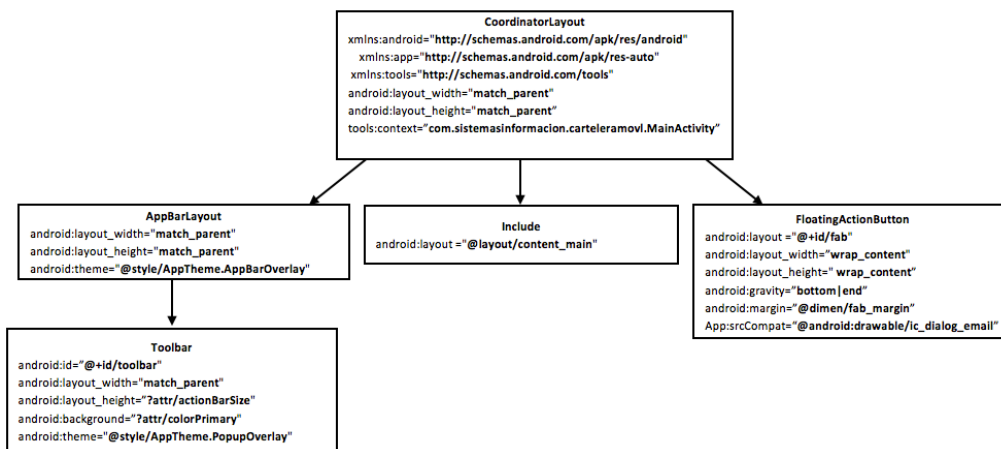 CoordinatorLayout
xmlns:android="http://schemas.android.com/apk/res/android"
xmlns:app="http://schemas.android.com/apk/res-auto"
xmlns:tools="http://schemas.android.com/tools"
android:layout_width="match_parent"
android:layout_height="match_parent"
tools:context="com.sistemasinformacion.carteleramovl.MainActivity"
AppBarLayout
android:layout_width="match_parent"
android:layout_height="match_parent"
android:theme="@style/AppTheme.AppBarOverlay"
Include
android:layout ="@layout/content_main"
FloatingActionButton
android:layout ="@+id/fab"
android:layout_width="wrap_content"
android:layout_height=" wrap_content"
android:gravity="bottom|end"
android:margin="@dimen/fab_margin"
App:srcCompat="@android:drawable/ic_dialog_email"
Toolbar
android:id="@+id/toolbar"
android:layout_width="match_parent"
android:layout_height="?attr/actionBarSize"
android:background="?attr/colorPrimary"
android:theme="@style/AppTheme.PopupOverlay"